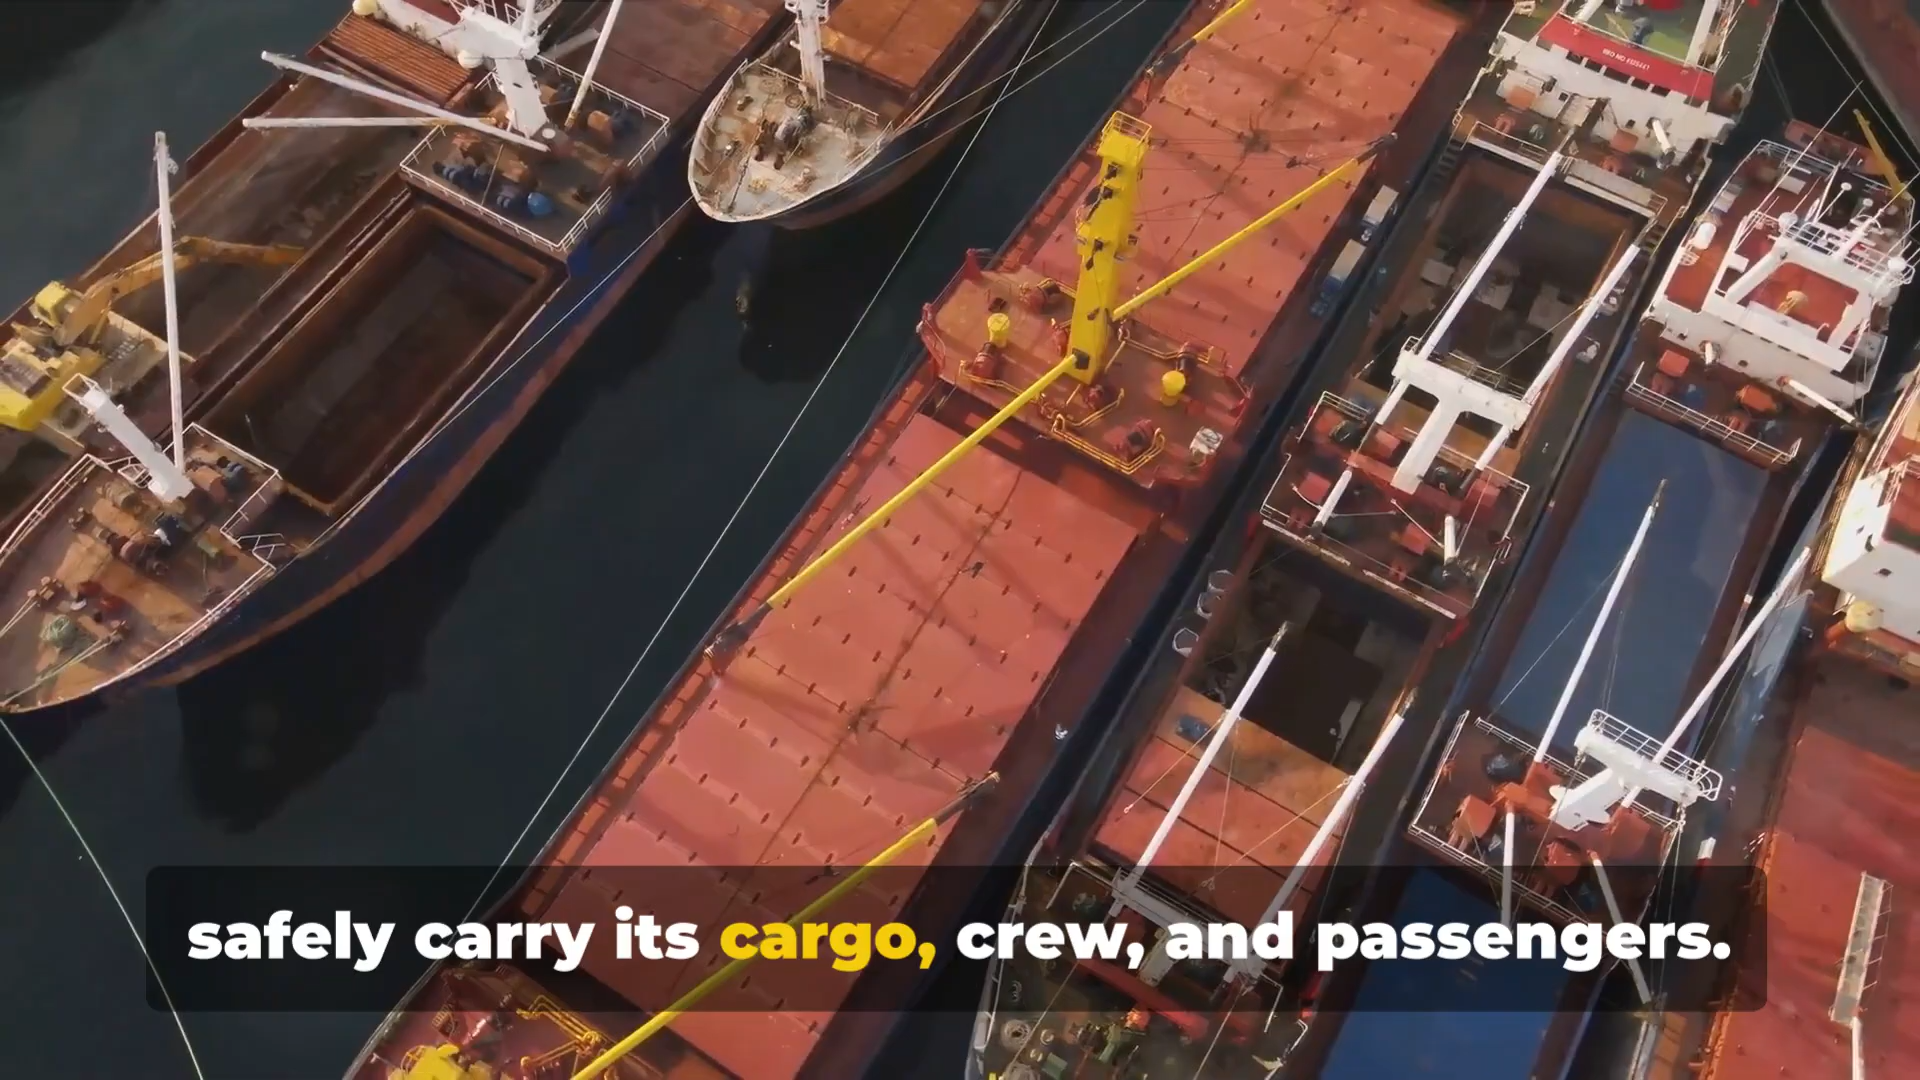 safely carry its cargo, crew, and passengers.